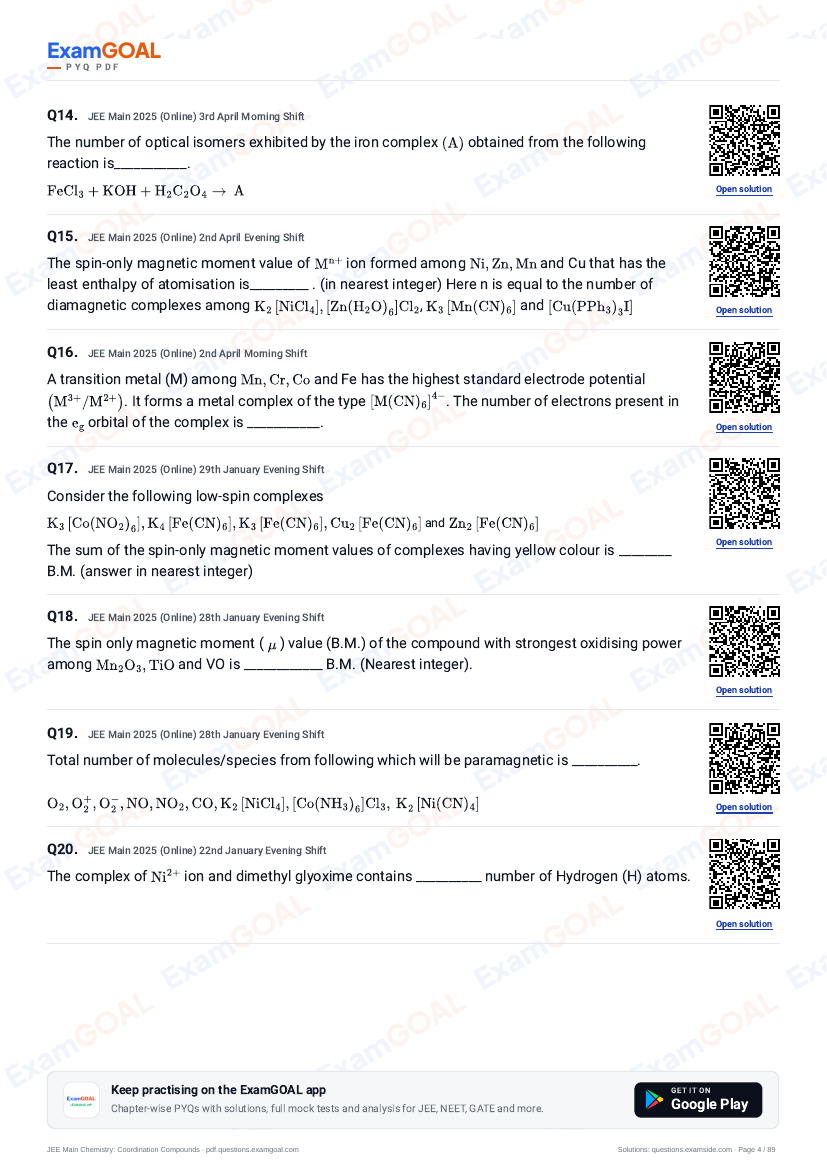 ExamGOAL
PYQ PDF
Q14. JEE Main 2025 (Online) 3rd April Morning Shift
The number of optical isomers exhibited by the iron complex (A) obtained from the following
reaction is__________.
FeCl₃ + KOH + H₂C₂O₄ → A
Open solution
Q15. JEE Main 2025 (Online) 2nd April Evening Shift
The spin-only magnetic moment value of Mⁿ⁺ ion formed among Ni, Zn, Mn and Cu that has the
least enthalpy of atomisation is________ . (in nearest integer) Here n is equal to the number of
diamagnetic complexes among K₂ [NiCl₄], [Zn(H₂O)₆]Cl₂, K₃ [Mn(CN)₆] and [Cu(PPh₃)₃I]
Open solution
Q16. JEE Main 2025 (Online) 2nd April Morning Shift
A transition metal (M) among Mn, Cr, Co and Fe has the highest standard electrode potential
(M³⁺/M²⁺). It forms a metal complex of the type [M(CN)₆]⁴⁻. The number of electrons present in
the e_g orbital of the complex is __________.
Open solution
Q17. JEE Main 2025 (Online) 29th January Evening Shift
Consider the following low-spin complexes
K₃ [Co(NO₂)₆], K₄ [Fe(CN)₆], K₃ [Fe(CN)₆], Cu₂ [Fe(CN)₆] and Zn₂ [Fe(CN)₆]
The sum of the spin-only magnetic moment values of complexes having yellow colour is _______
B.M. (answer in nearest integer)
Open solution
Q18. JEE Main 2025 (Online) 28th January Evening Shift
The spin only magnetic moment ( μ ) value (B.M.) of the compound with strongest oxidising power
among Mn₂O₃, TiO and VO is ___________ B.M. (Nearest integer).
Open solution
Q19. JEE Main 2025 (Online) 28th January Evening Shift
Total number of molecules/species from following which will be paramagnetic is _________.
O₂, O₂⁺, O₂⁻, NO, NO₂, CO, K₂ [NiCl₄], [Co(NH₃)₆]Cl₃, K₂ [Ni(CN)₄]
Open solution
Q20. JEE Main 2025 (Online) 22nd January Evening Shift
The complex of Ni²⁺ ion and dimethyl glyoxime contains _________ number of Hydrogen (H) atoms.
Open solution
Keep practising on the ExamGOAL app
Chapter-wise PYQs with solutions, full mock tests and analysis for JEE, NEET, GATE and more.
GET IT ON
Google Play
JEE Main Chemistry: Coordination Compounds · pdf.questions.examgoal.com
Solutions: questions.examside.com · Page 4 / 89